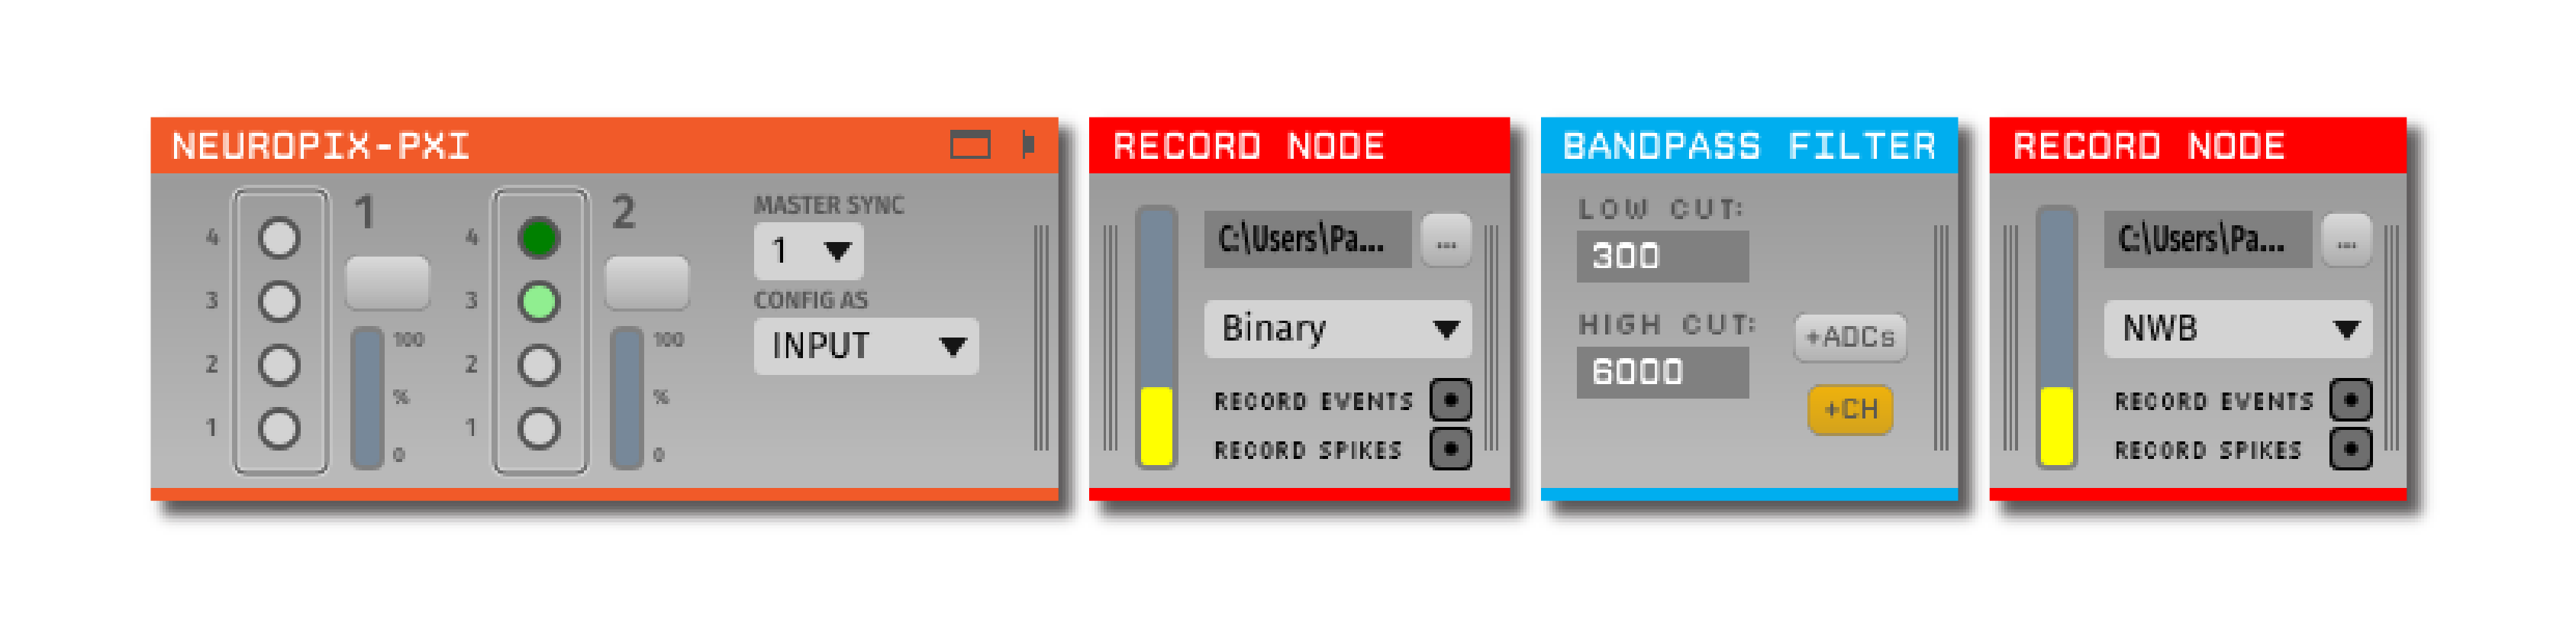 NEUROPIX-PXI
4
3
2
1
1
100
%
0
4
3
2
1
2
100
%
0
MASTER SYNC
1
CONFIG AS
INPUT
RECORD NODE
C:\Users\Pa... ...
Binary
RECORD EVENTS
RECORD SPIKES
BANDPASS FILTER
LOW CUT:
300
HIGH CUT:
6000
+ADCs
+CH
RECORD NODE
C:\Users\Pa... ...
NWB
RECORD EVENTS
RECORD SPIKES